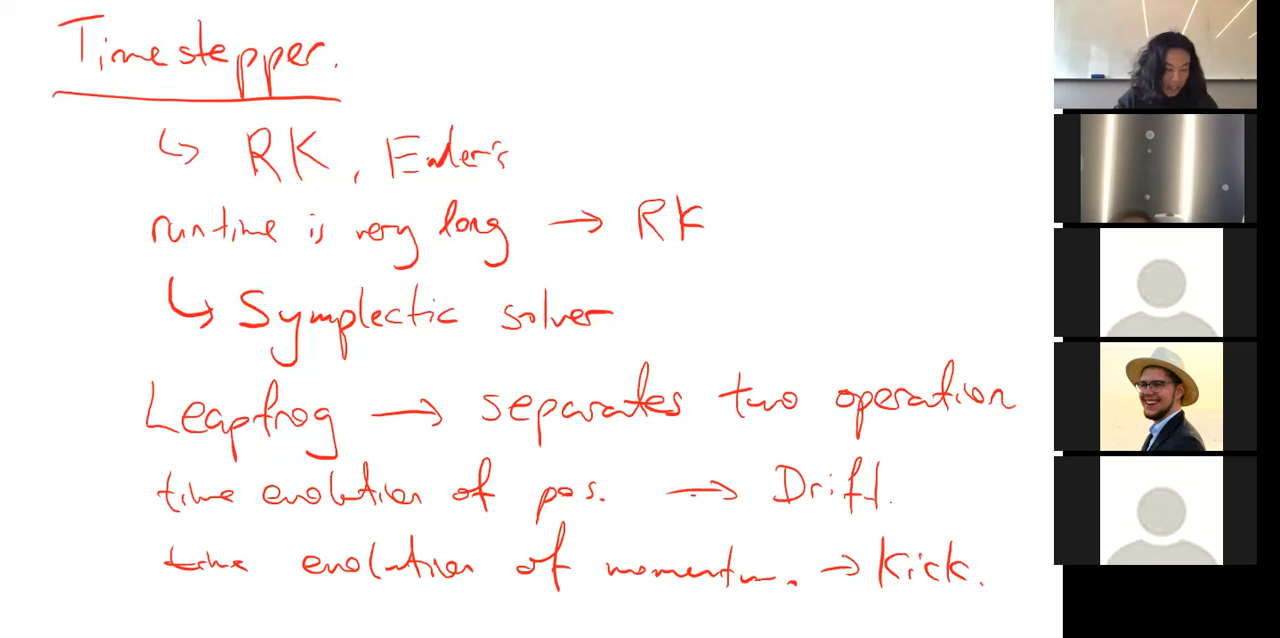 Timestepper.
↳ RK, Euler's
runtime is very long → RK
↳ Symplectic solver
Leapfrog → separates two operation
time evolution of pos. → Drift.
time evolution of momentum. → Kick.